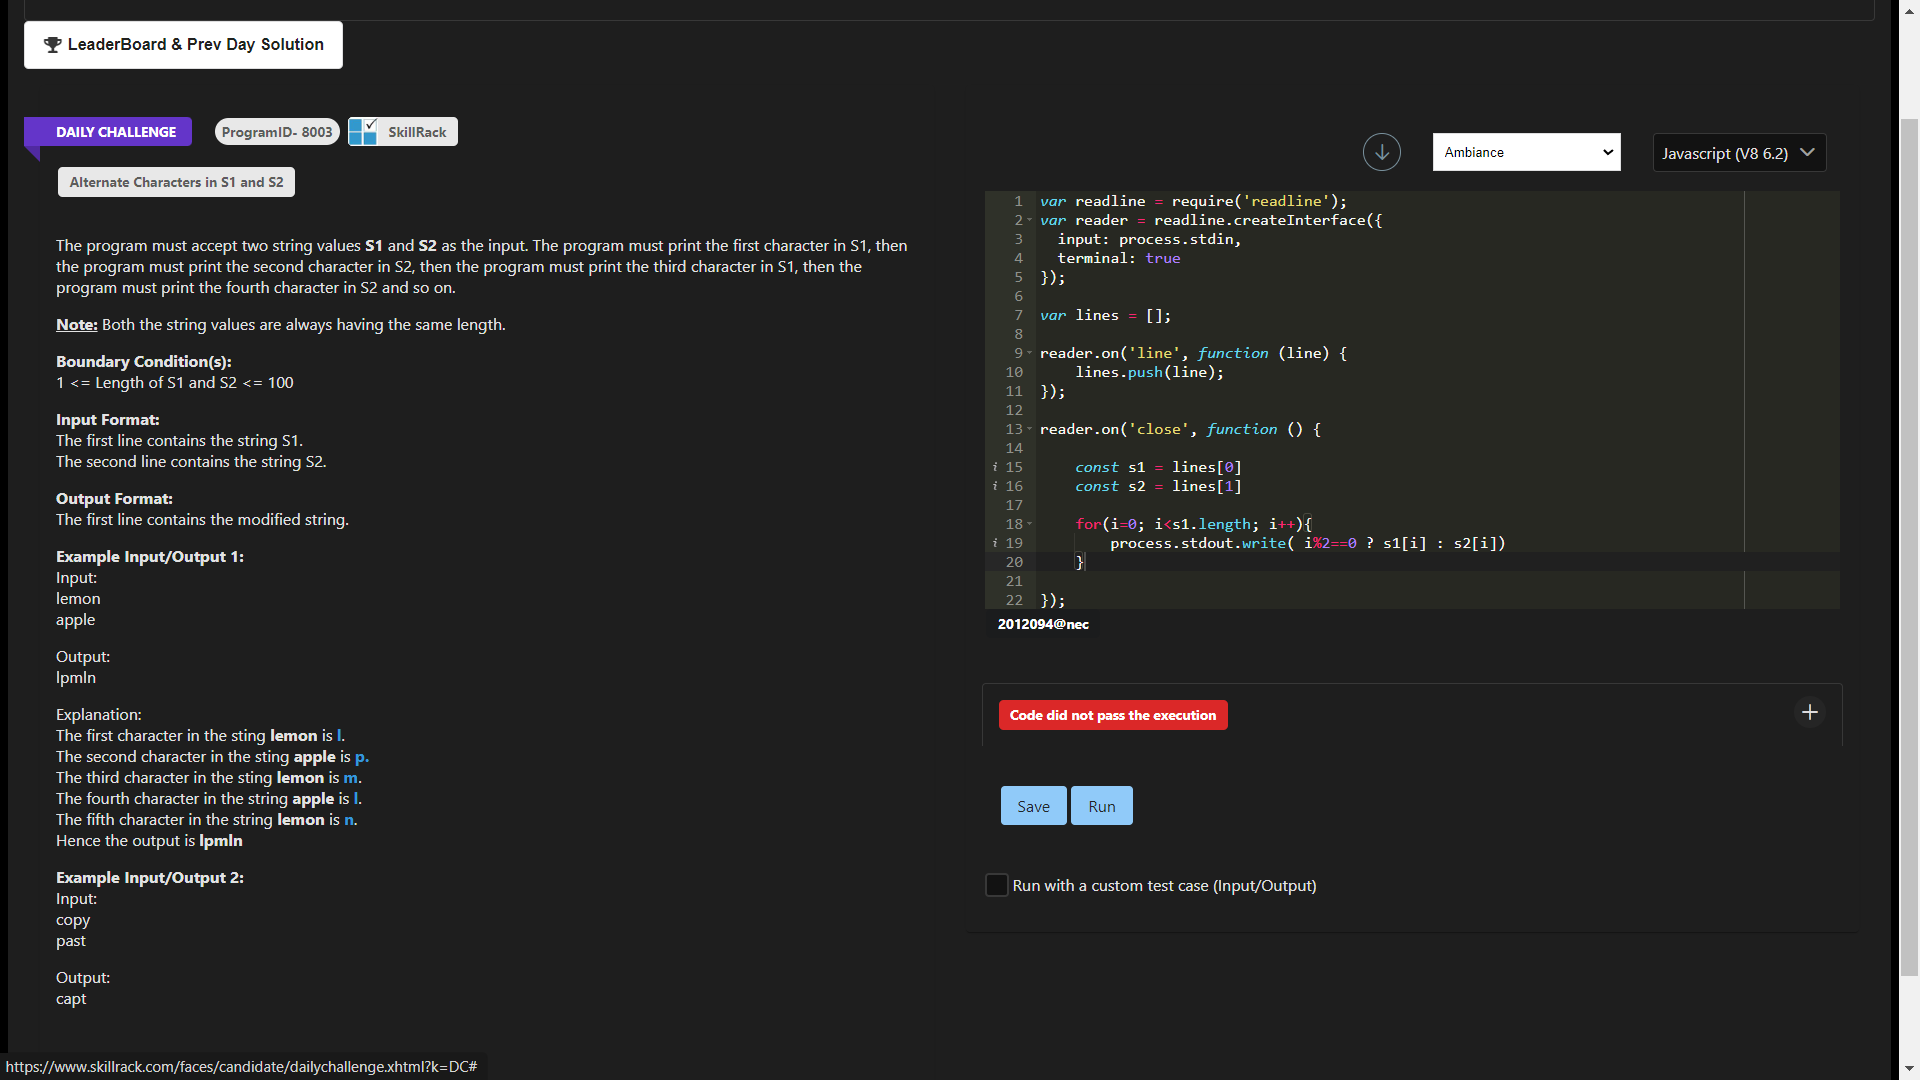 LeaderBoard & Prev Day Solution
DAILY CHALLENGE
ProgramID- 8003
SkillRack
Alternate Characters in S1 and S2
The program must accept two string values S1 and S2 as the input. The program must print the first character in S1, then
the program must print the second character in S2, then the program must print the third character in S1, then the
program must print the fourth character in S2 and so on.
Note: Both the string values are always having the same length.
Boundary Condition(s):
1 <= Length of S1 and S2 <= 100
Input Format:
The first line contains the string S1.
The second line contains the string S2.
Output Format:
The first line contains the modified string.
Example Input/Output 1:
Input:
lemon
apple
Output:
lpmln
Explanation:
The first character in the sting lemon is l.
The second character in the sting apple is p.
The third character in the sting lemon is m.
The fourth character in the string apple is l.
The fifth character in the string lemon is n.
Hence the output is lpmln
Example Input/Output 2:
Input:
copy
past
Output:
capt
Ambiance
Javascript (V8 6.2)
1 var readline = require('readline');
2 var reader = readline.createInterface({
3   input: process.stdin,
4   terminal: true
5 });
6
7 var lines = [];
8
9 reader.on('line', function (line) {
10     lines.push(line);
11 });
12
13 reader.on('close', function () {
14
i 15     const s1 = lines[0]
i 16     const s2 = lines[1]
17
18     for(i=0; i<s1.length; i++){
i 19         process.stdout.write( i%2==0 ? s1[i] : s2[i])
20     }
21
22 });
2012094@nec
Code did not pass the execution
+
Save
Run
Run with a custom test case (Input/Output)
https://www.skillrack.com/faces/candidate/dailychallenge.xhtml?k=DC#